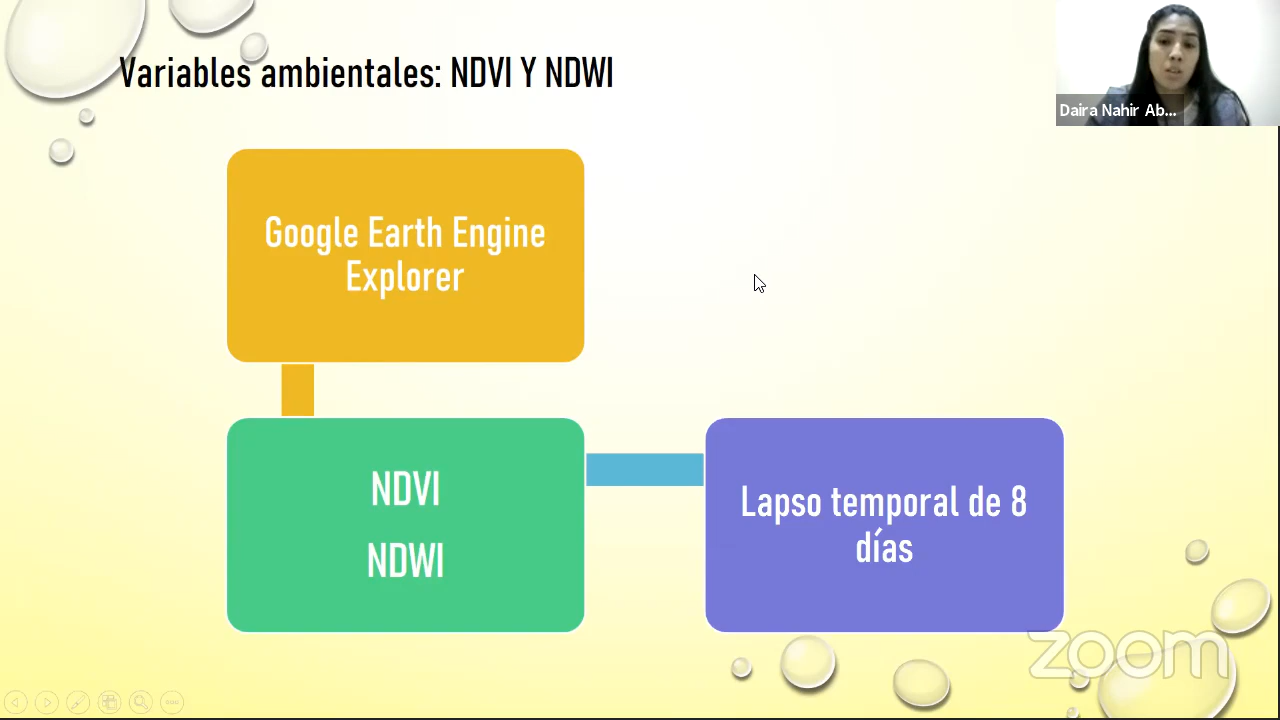 Variables ambientales: NDVI Y NDWI
Daira Nahir Ab...
Google Earth Engine
Explorer
NDVI
NDWI
Lapso temporal de 8
días
zoom